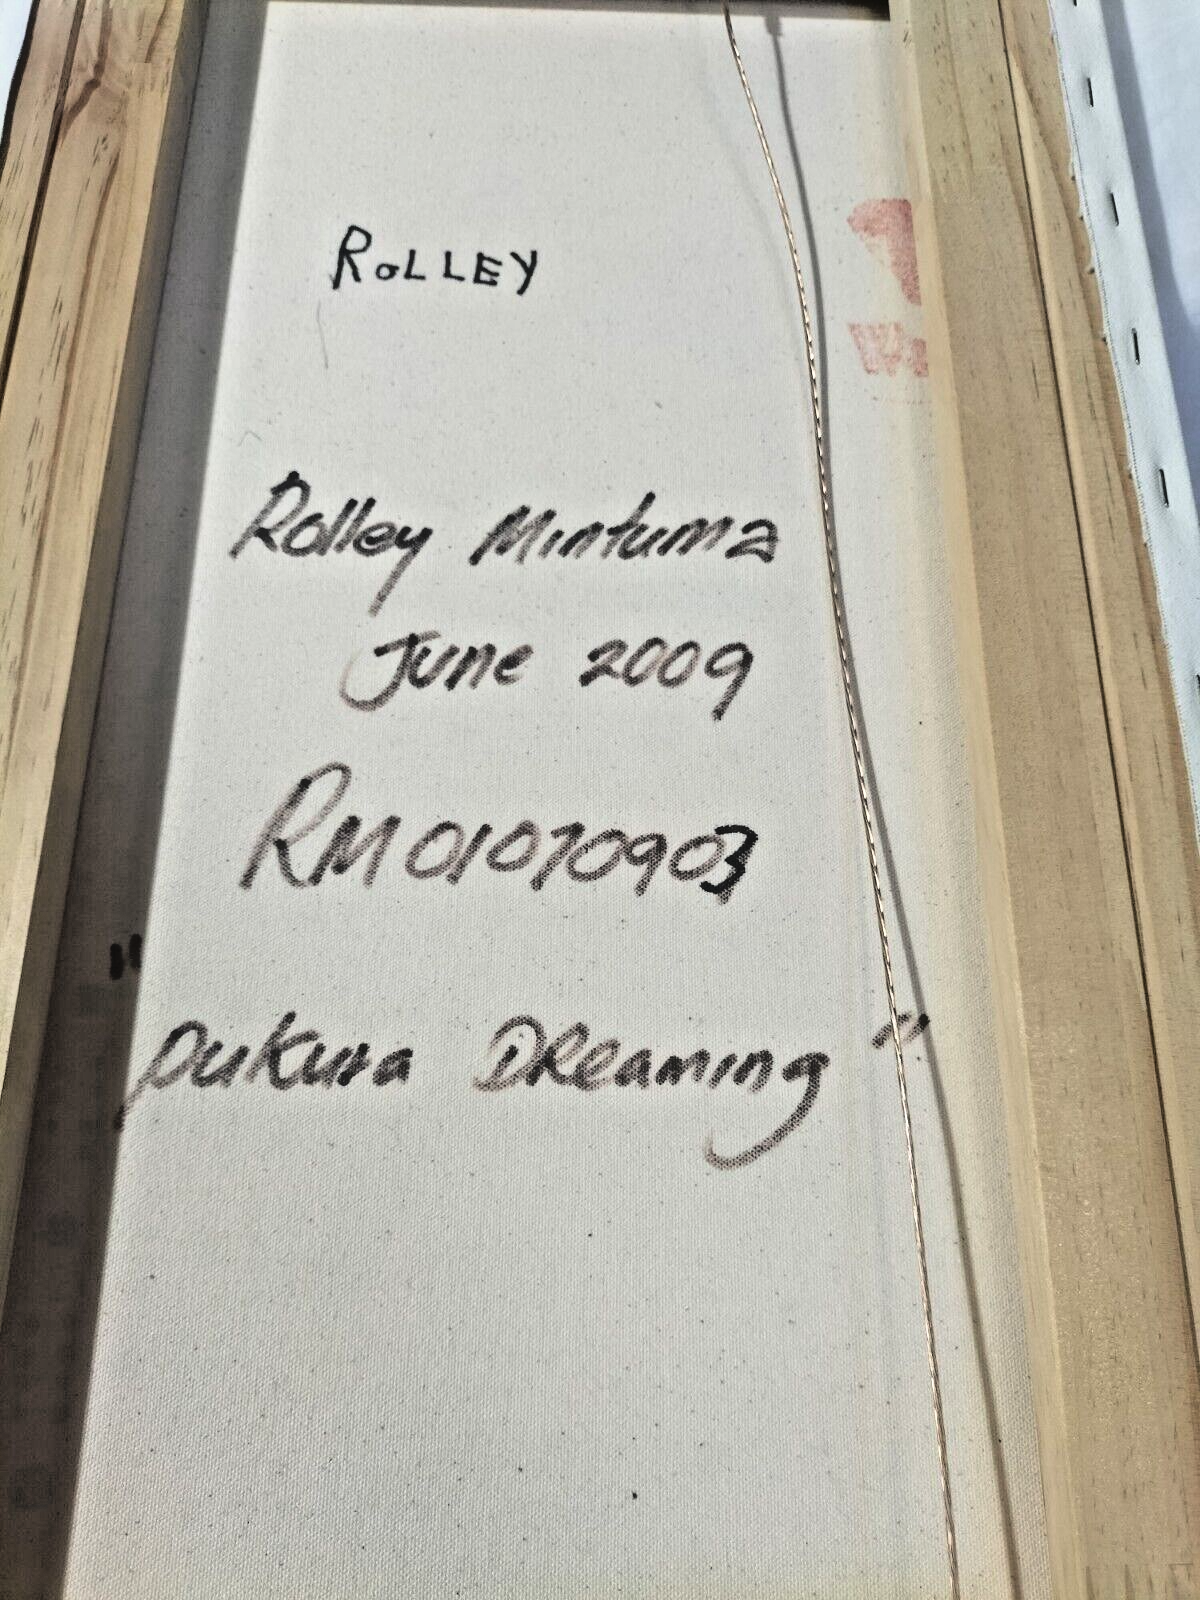 ROLLEY
Rolley Mintuma
June 2009
RM01070903
"
pukura Dreaming "